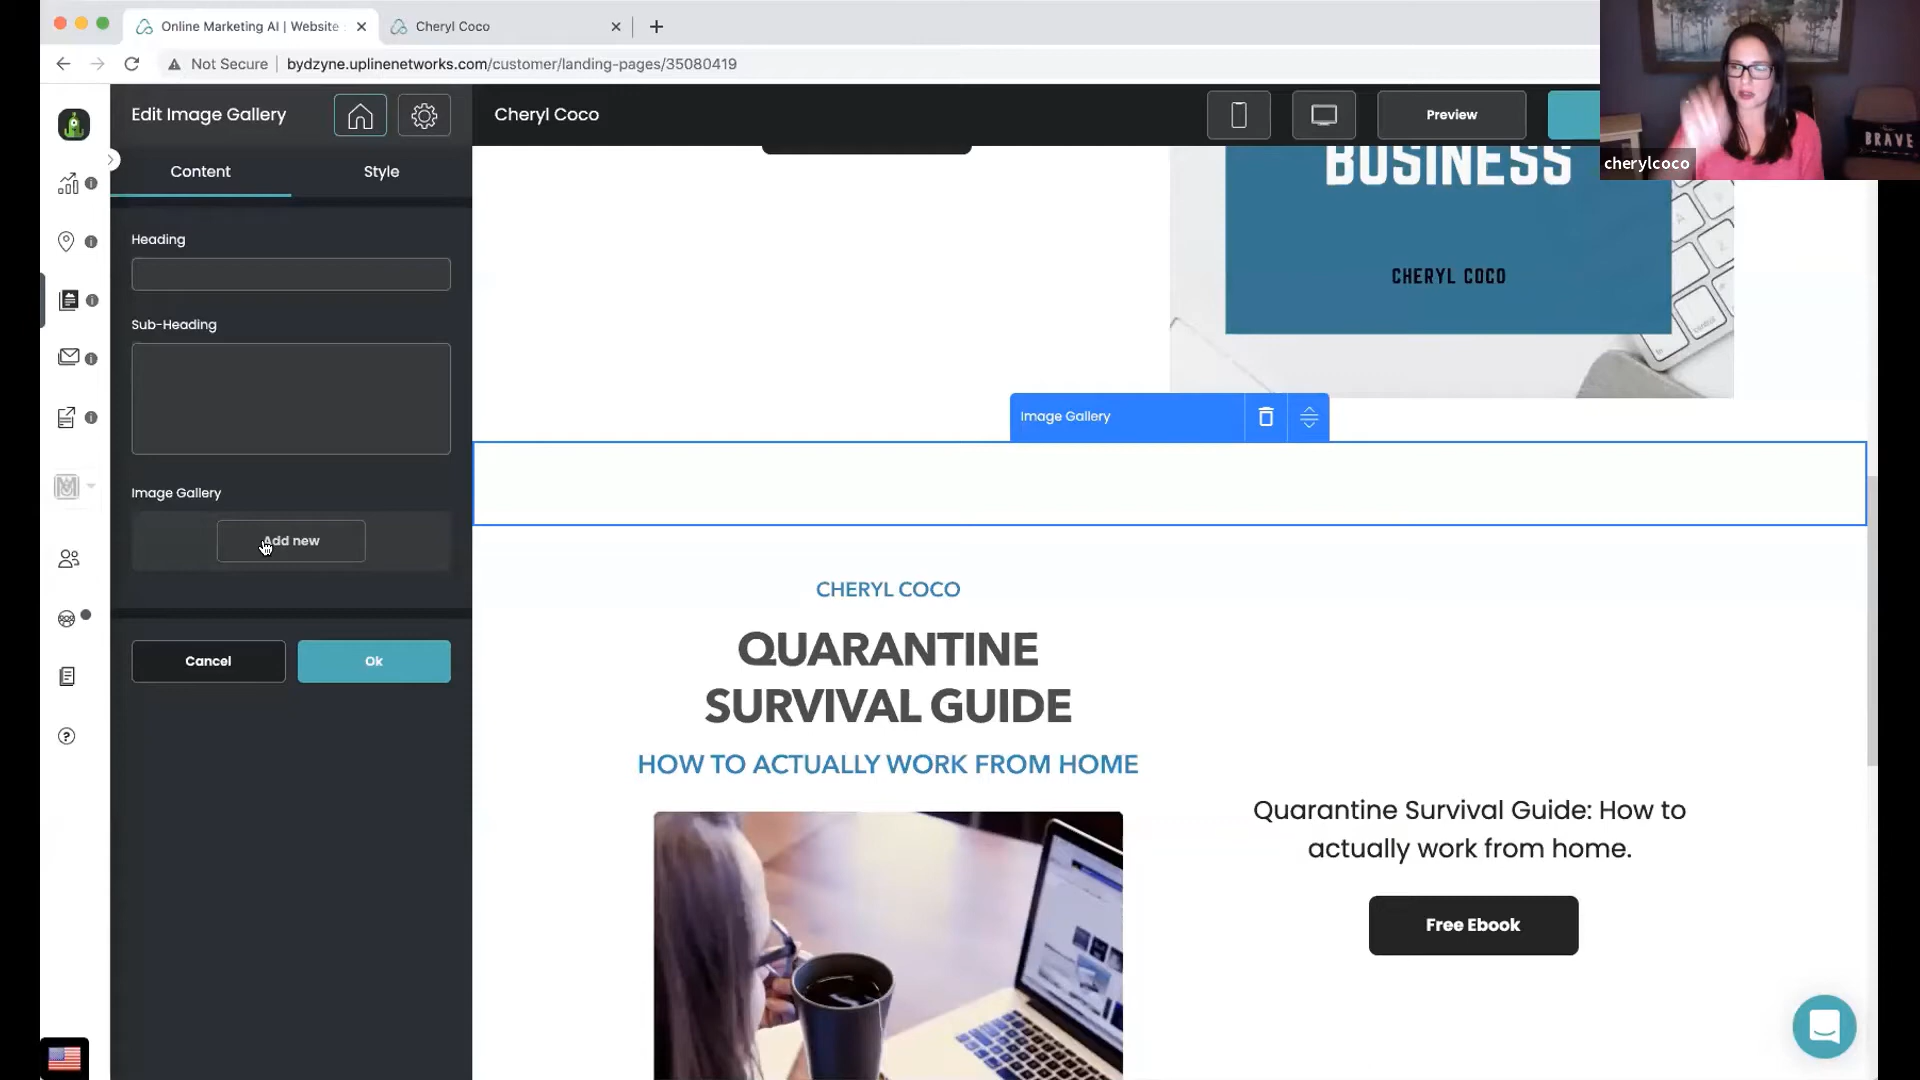 Online Marketing AI | Website
Cheryl Coco
Not Secure
bydzyne.uplinenetworks.com/customer/landing-pages/35080419
Edit Image Gallery
Cheryl Coco
Preview
BRAVE
cherylcoco
Content
Style
BUSINESS
CHERYL COCO
Heading
Sub-Heading
Image Gallery
Add new
Cancel
Ok
Image Gallery
CHERYL COCO
QUARANTINE
SURVIVAL GUIDE
HOW TO ACTUALLY WORK FROM HOME
Quarantine Survival Guide: How to
actually work from home.
Free Ebook